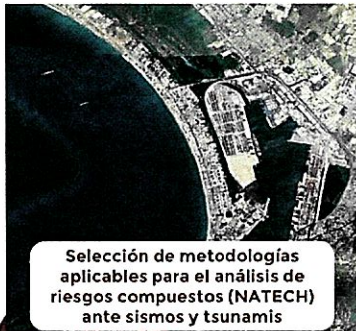 Selección de metodologías
aplicables para el análisis de
riesgos compuestos (NATECH)
ante sismos y tsunamis